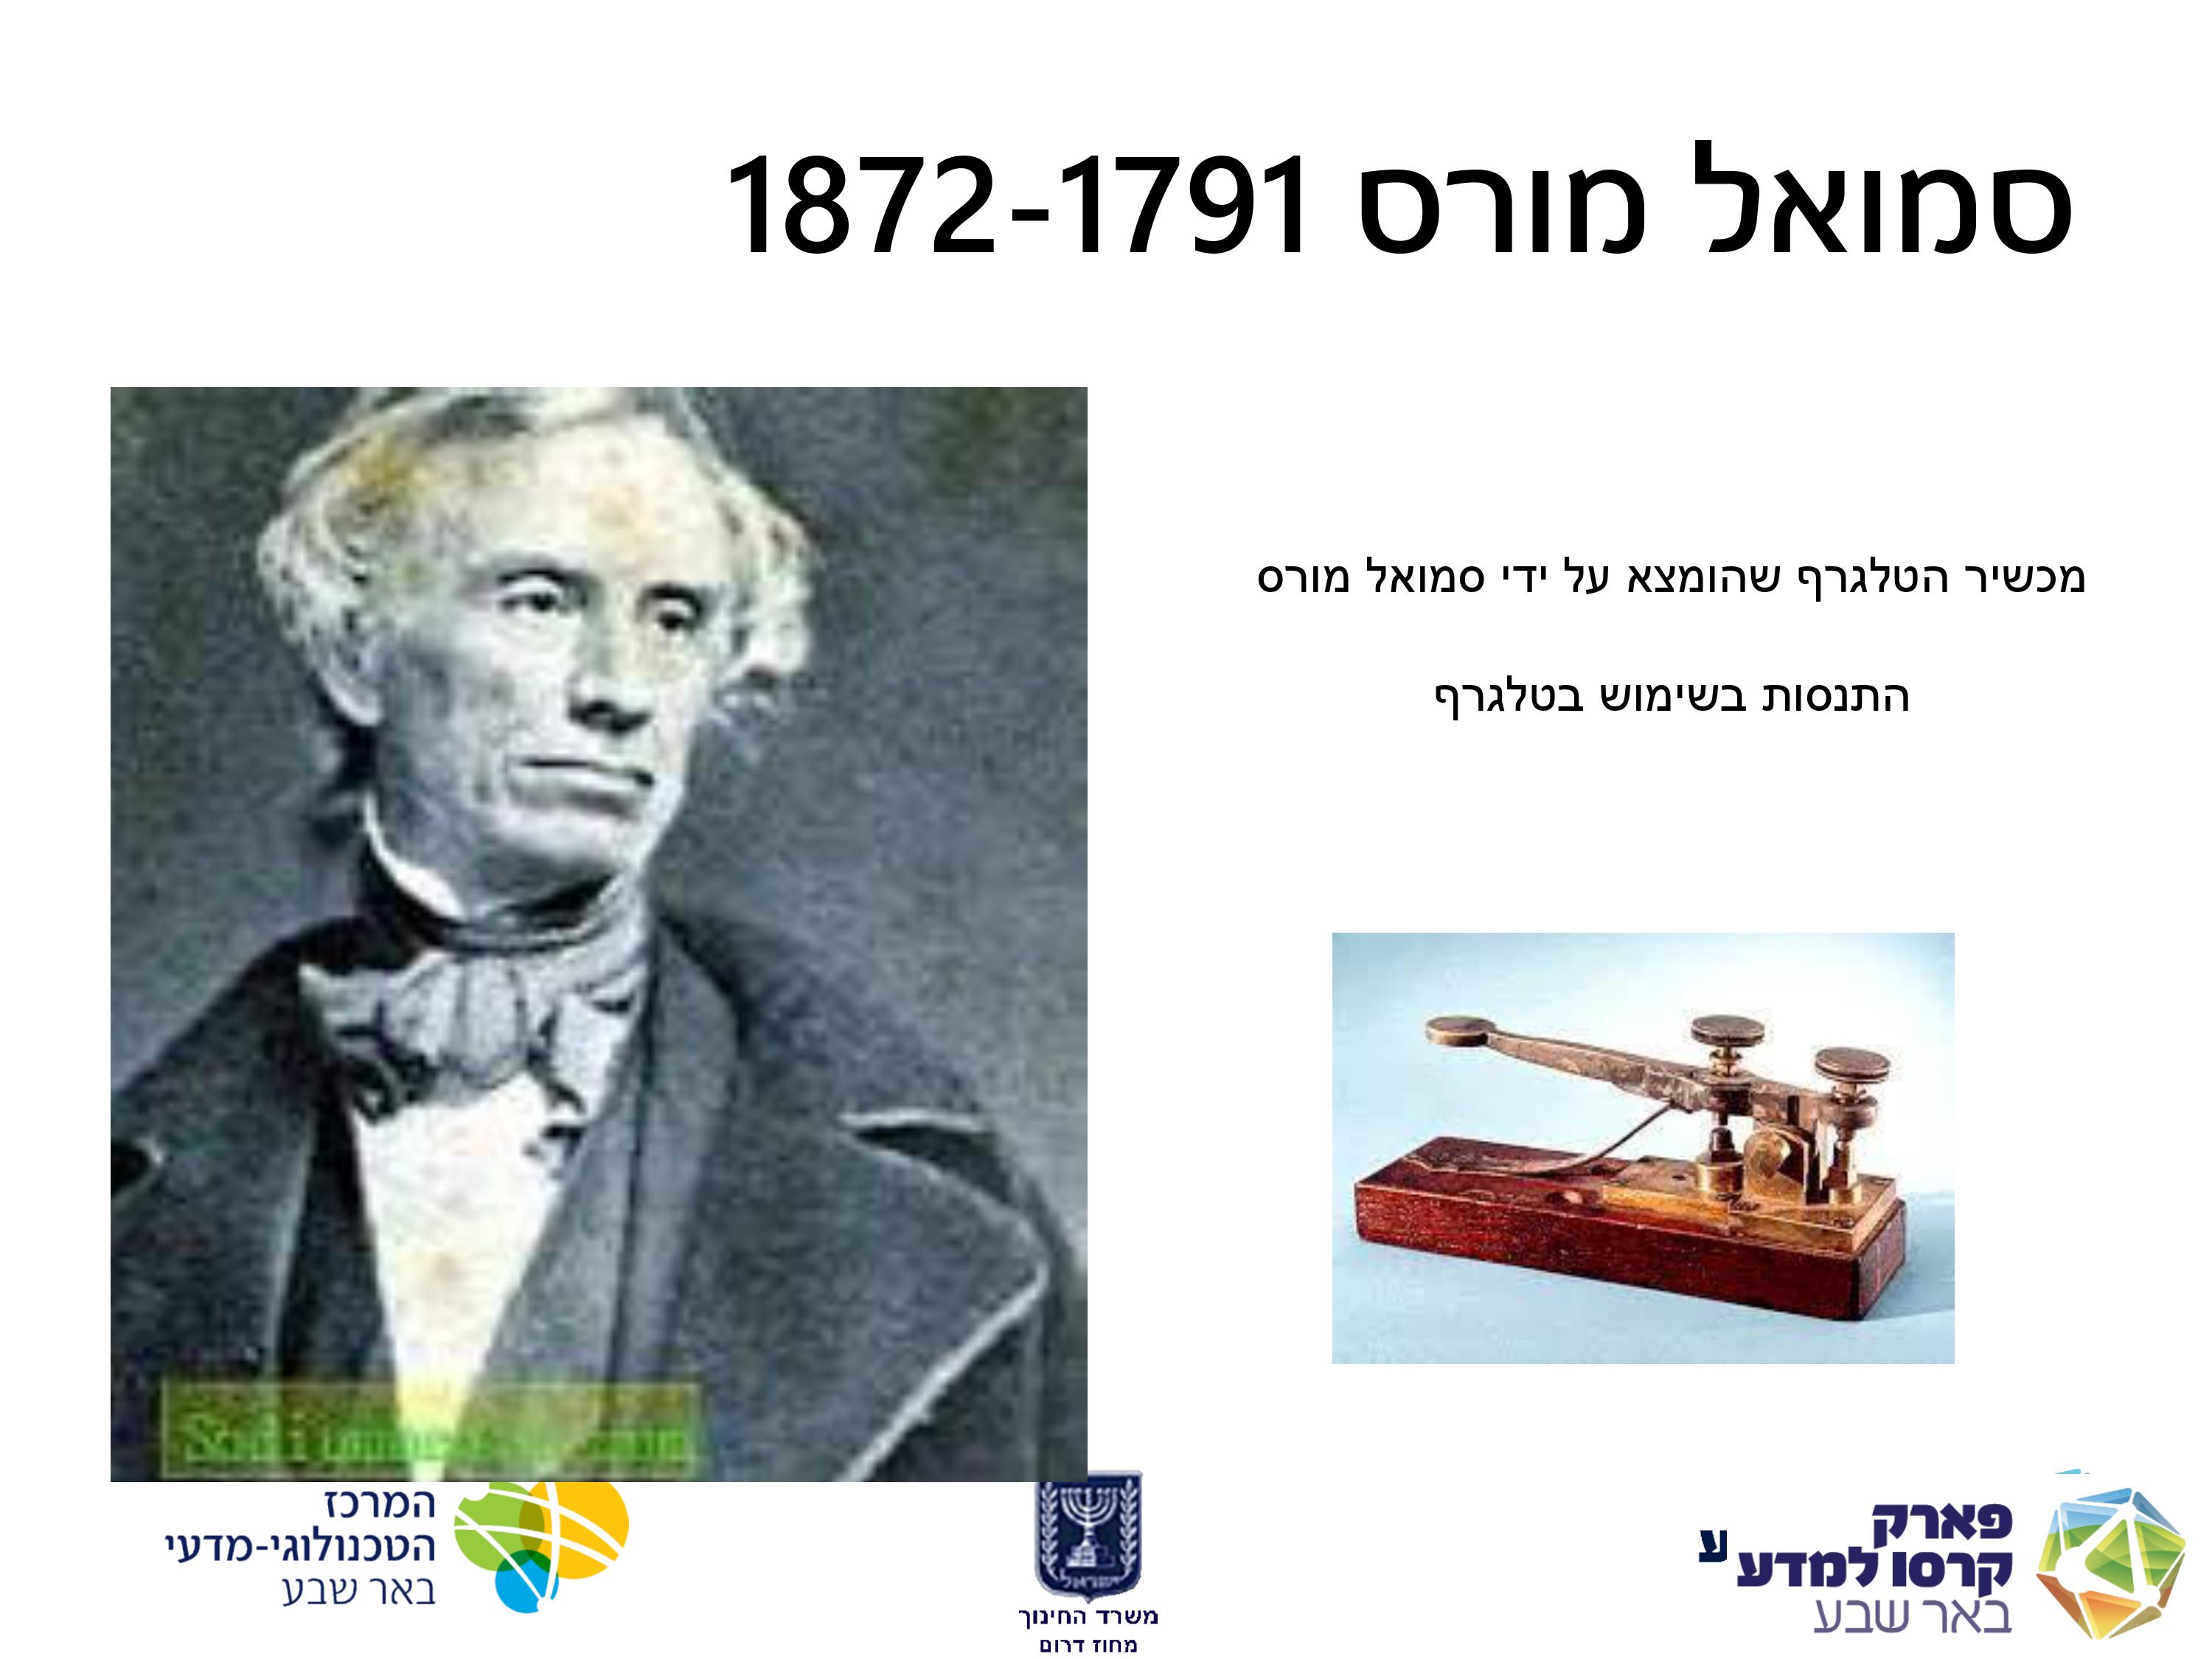 סמואל מורס 1872-1791
מכשיר הטלגרף שהומצא על ידי סמואל מורס
התנסות בשימוש בטלגרף
המרכז
הטכנולוגי-מדעי
באר שבע
ישראל
משרד החינוך
מחוז דרום
פארק
קרסו למדע
ע
באר שבע